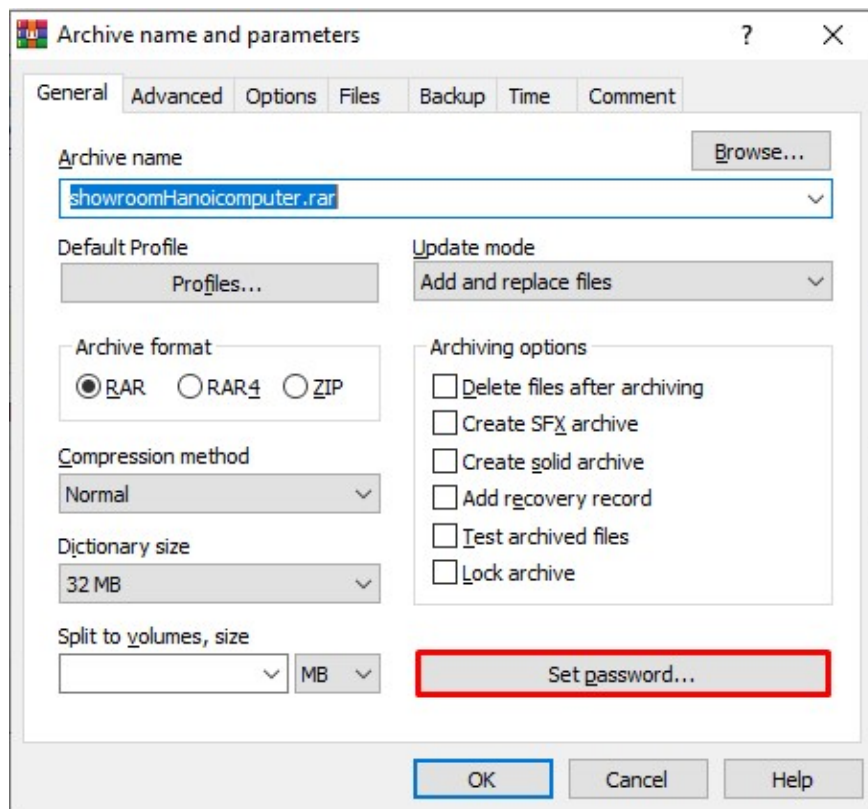 Archive name and parameters
?
General Advanced Options Files Backup Time Comment
Archive name
Browse...
showroomHanoicomputer.rar
Default Profile
Profiles...
Update mode
Add and replace files
Archive format
RAR RAR4 ZIP
Compression method
Normal
Dictionary size
32 MB
Split to volumes, size
MB
Archiving options
Delete files after archiving
Create SFX archive
Create solid archive
Add recovery record
Test archived files
Lock archive
Set password...
OK Cancel Help